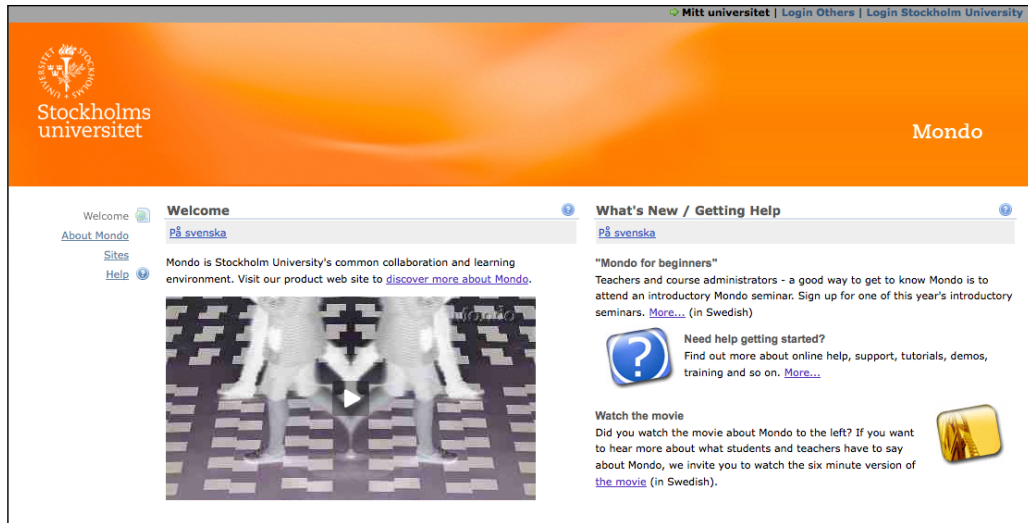 Mitt universitet | Login Others | Login Stockholm University
UNIVERSITET STOCKHOLMS
Stockholms
universitet
Mondo
Welcome
About Mondo
Sites
Help
Welcome
På svenska
Mondo is Stockholm University's common collaboration and learning
environment. Visit our product web site to discover more about Mondo.
Mondo
What's New / Getting Help
På svenska
"Mondo for beginners"
Teachers and course administrators - a good way to get to know Mondo is to
attend an introductory Mondo seminar. Sign up for one of this year's introductory
seminars. More... (in Swedish)
Need help getting started?
Find out more about online help, support, tutorials, demos,
training and so on. More...
Watch the movie
Did you watch the movie about Mondo to the left? If you want
to hear more about what students and teachers have to say
about Mondo, we invite you to watch the six minute version of
the movie (in Swedish).